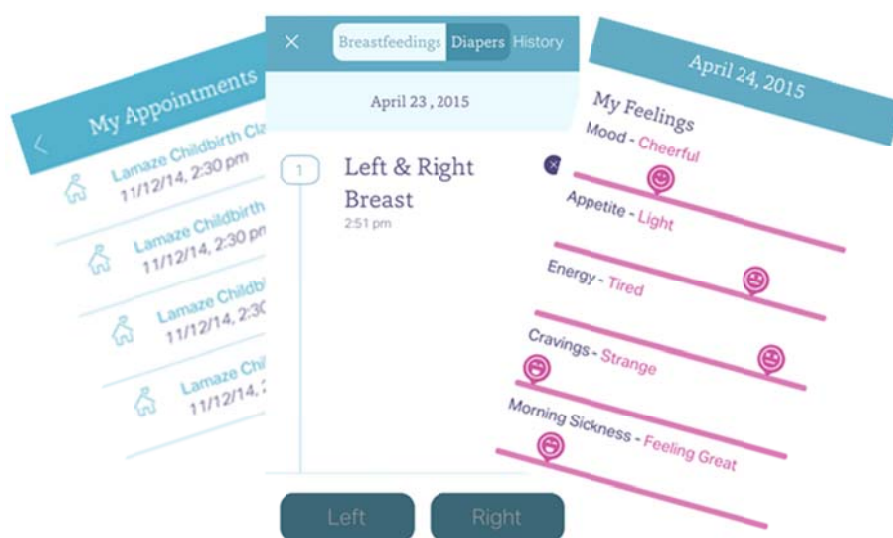 My Appointments
Lamaze Childbirth Cla
11/12/14, 2:30 pm
Lamaze Childbirth
11/12/14, 2:30 pm
Lamaze Childb
11/12/14, 2:30
Lamaze Chi
11/12/14, 2
Breastfeedings Diapers History
April 23 , 2015
1
Left & Right
Breast
2:51 pm
Left Right
April 24, 2015
My Feelings
Mood - Cheerful
Appetite - Light
Energy - Tired
Cravings - Strange
Morning Sickness - Feeling Great